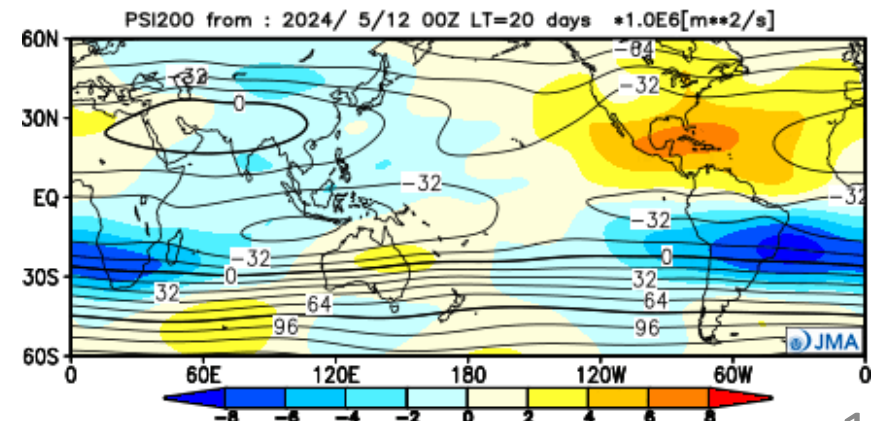 PSI200 from : 2024/ 5/12 00Z LT=20 days *1.0E6[m**2/s]
60N
-64
-32
-32
0
30N
-32
EQ
-32
-32
-32
0
0
30S
32
32
64
64
96
96
JMA
60S
0 60E 120E 180 120W 60W 0
-8 -6 -4 -2 0 2 4 6 8